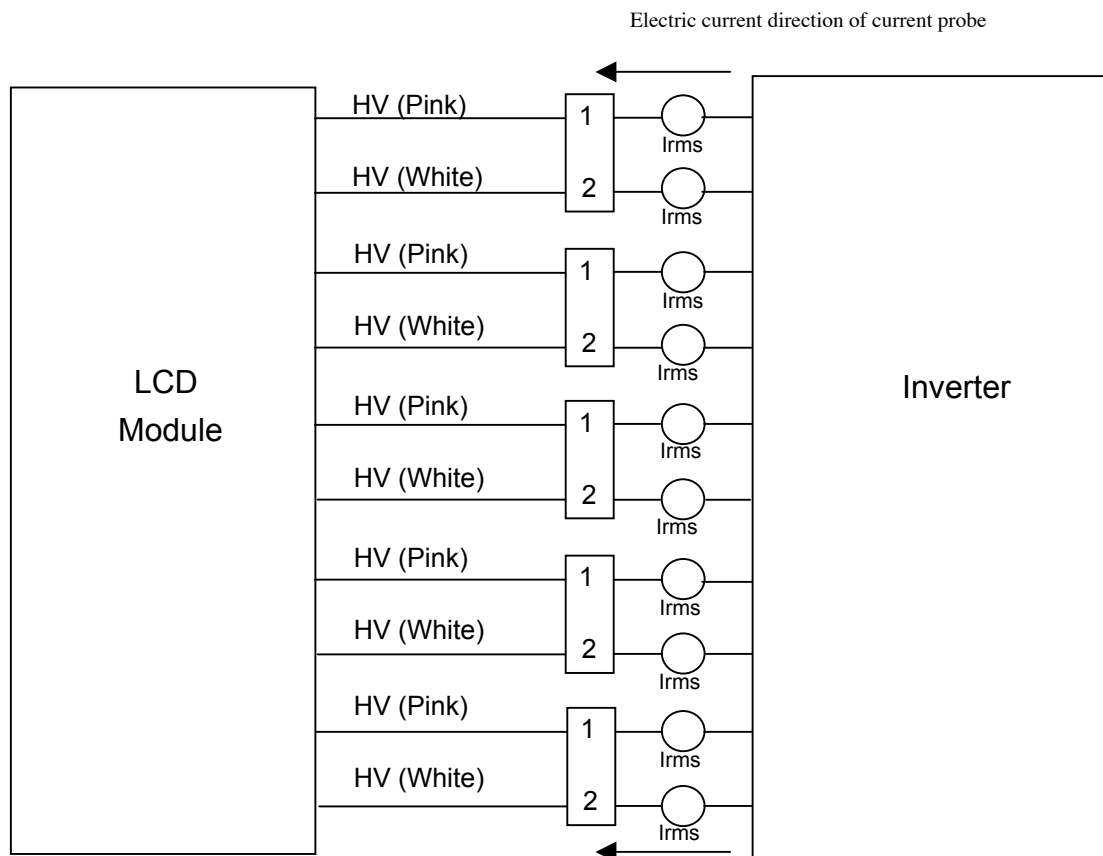 Electric current direction of current probe
HV (Pink)
1
Irms
HV (White)
2
Irms
HV (Pink)
1
Irms
HV (White)
2
Irms
LCD
Module
Inverter
HV (Pink)
1
Irms
HV (White)
2
Irms
HV (Pink)
1
Irms
HV (White)
2
Irms
HV (Pink)
1
Irms
HV (White)
2
Irms